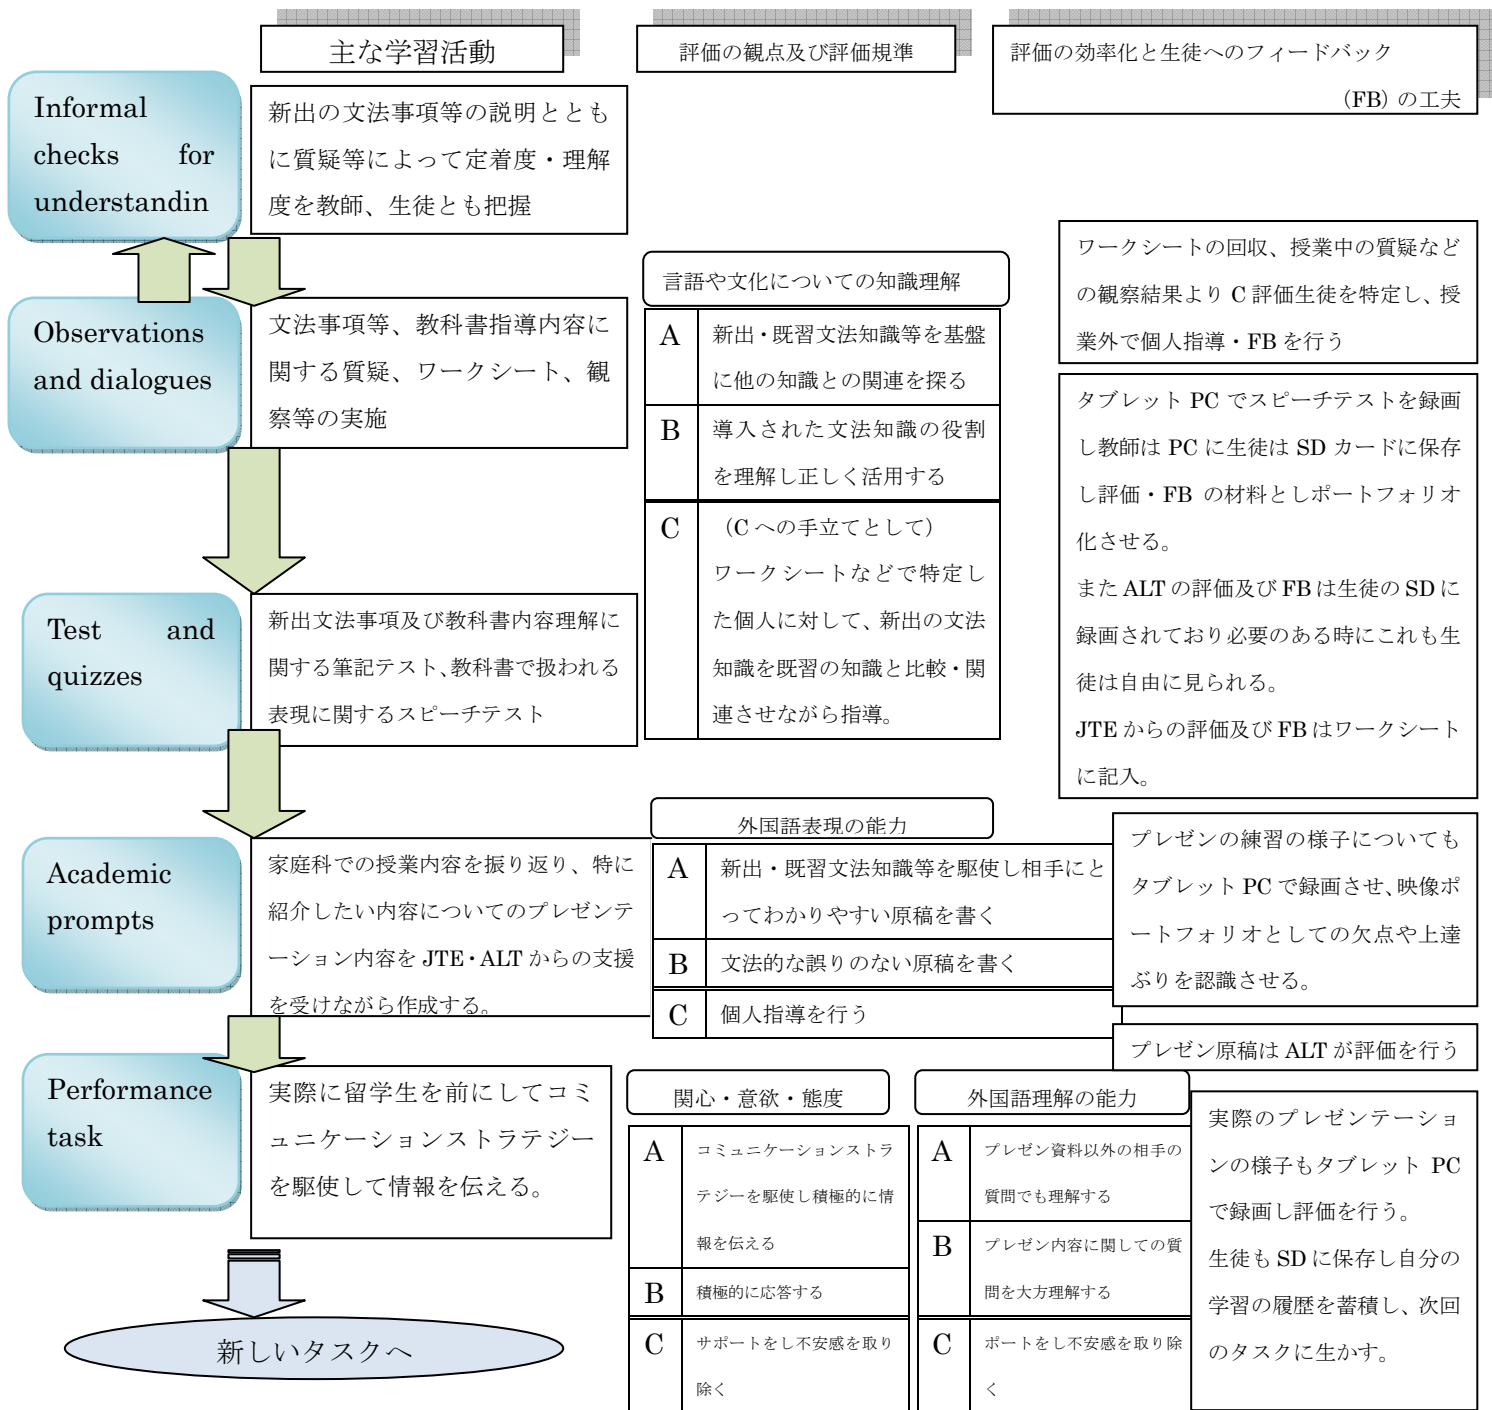 主な学習活動
評価の観点及び評価規準
評価の効率化と生徒へのフィードバック
(FB) の工夫
Informal
checks for
understandin
新出の文法事項等の説明ととも
に質疑等によって定着度・理解
度を教師、生徒とも把握
Observations
and dialogues
文法事項等、教科書指導内容に
関する質疑、ワークシート、観
察等の実施
言語や文化についての知識理解
A
新出・既習文法知識等を基盤
に他の知識との関連を探る
B
導入された文法知識の役割
を理解し正しく活用する
C
（C への手立てとして）
ワークシートなどで特定し
た個人に対して、新出の文法
知識を既習の知識と比較・関
連させながら指導。
ワークシートの回収、授業中の質疑など
の観察結果より C 評価生徒を特定し、授
業外で個人指導・FB を行う
タブレット PC でスピーチテストを録画
し教師は PC に生徒は SD カードに保存
し評価・FB の材料としポートフォリオ
化させる。
また ALT の評価及び FB は生徒の SD に
録画されており必要のある時にこれも生
徒は自由に見られる。
JTE からの評価及び FB はワークシート
に記入。
Test and
quizzes
新出文法事項及び教科書内容理解に
関する筆記テスト、教科書で扱われる
表現に関するスピーチテスト
Academic
prompts
家庭科での授業内容を振り返り、特に
紹介したい内容についてのプレゼンテ
ーション内容を JTE・ALT からの支援
を受けながら作成する。
外国語表現の能力
A
新出・既習文法知識等を駆使し相手にと
ってわかりやすい原稿を書く
B
文法的な誤りのない原稿を書く
C
個人指導を行う
プレゼンの練習の様子についても
タブレット PC で録画させ、映像ポ
ートフォリオとしての欠点や上達
ぶりを認識させる。
プレゼン原稿は ALT が評価を行う
Performance
task
実際に留学生を前にしてコミ
ュニケーションストラテジー
を駆使して情報を伝える。
関心・意欲・態度
A
コミュニケーションストラ
テジーを駆使し積極的に情
報を伝える
B
積極的に応答する
C
サポートをし不安感を取り
除く
外国語理解の能力
A
プレゼン資料以外の相手の
質問でも理解する
B
プレゼン内容に関しての質
問を大方理解する
C
ポートをし不安感を取り除
く
実際のプレゼンテーショ
ンの様子もタブレット PC
で録画し評価を行う。
生徒も SD に保存し自分の
学習の履歴を蓄積し、次回
のタスクに生かす。
新しいタスクへ